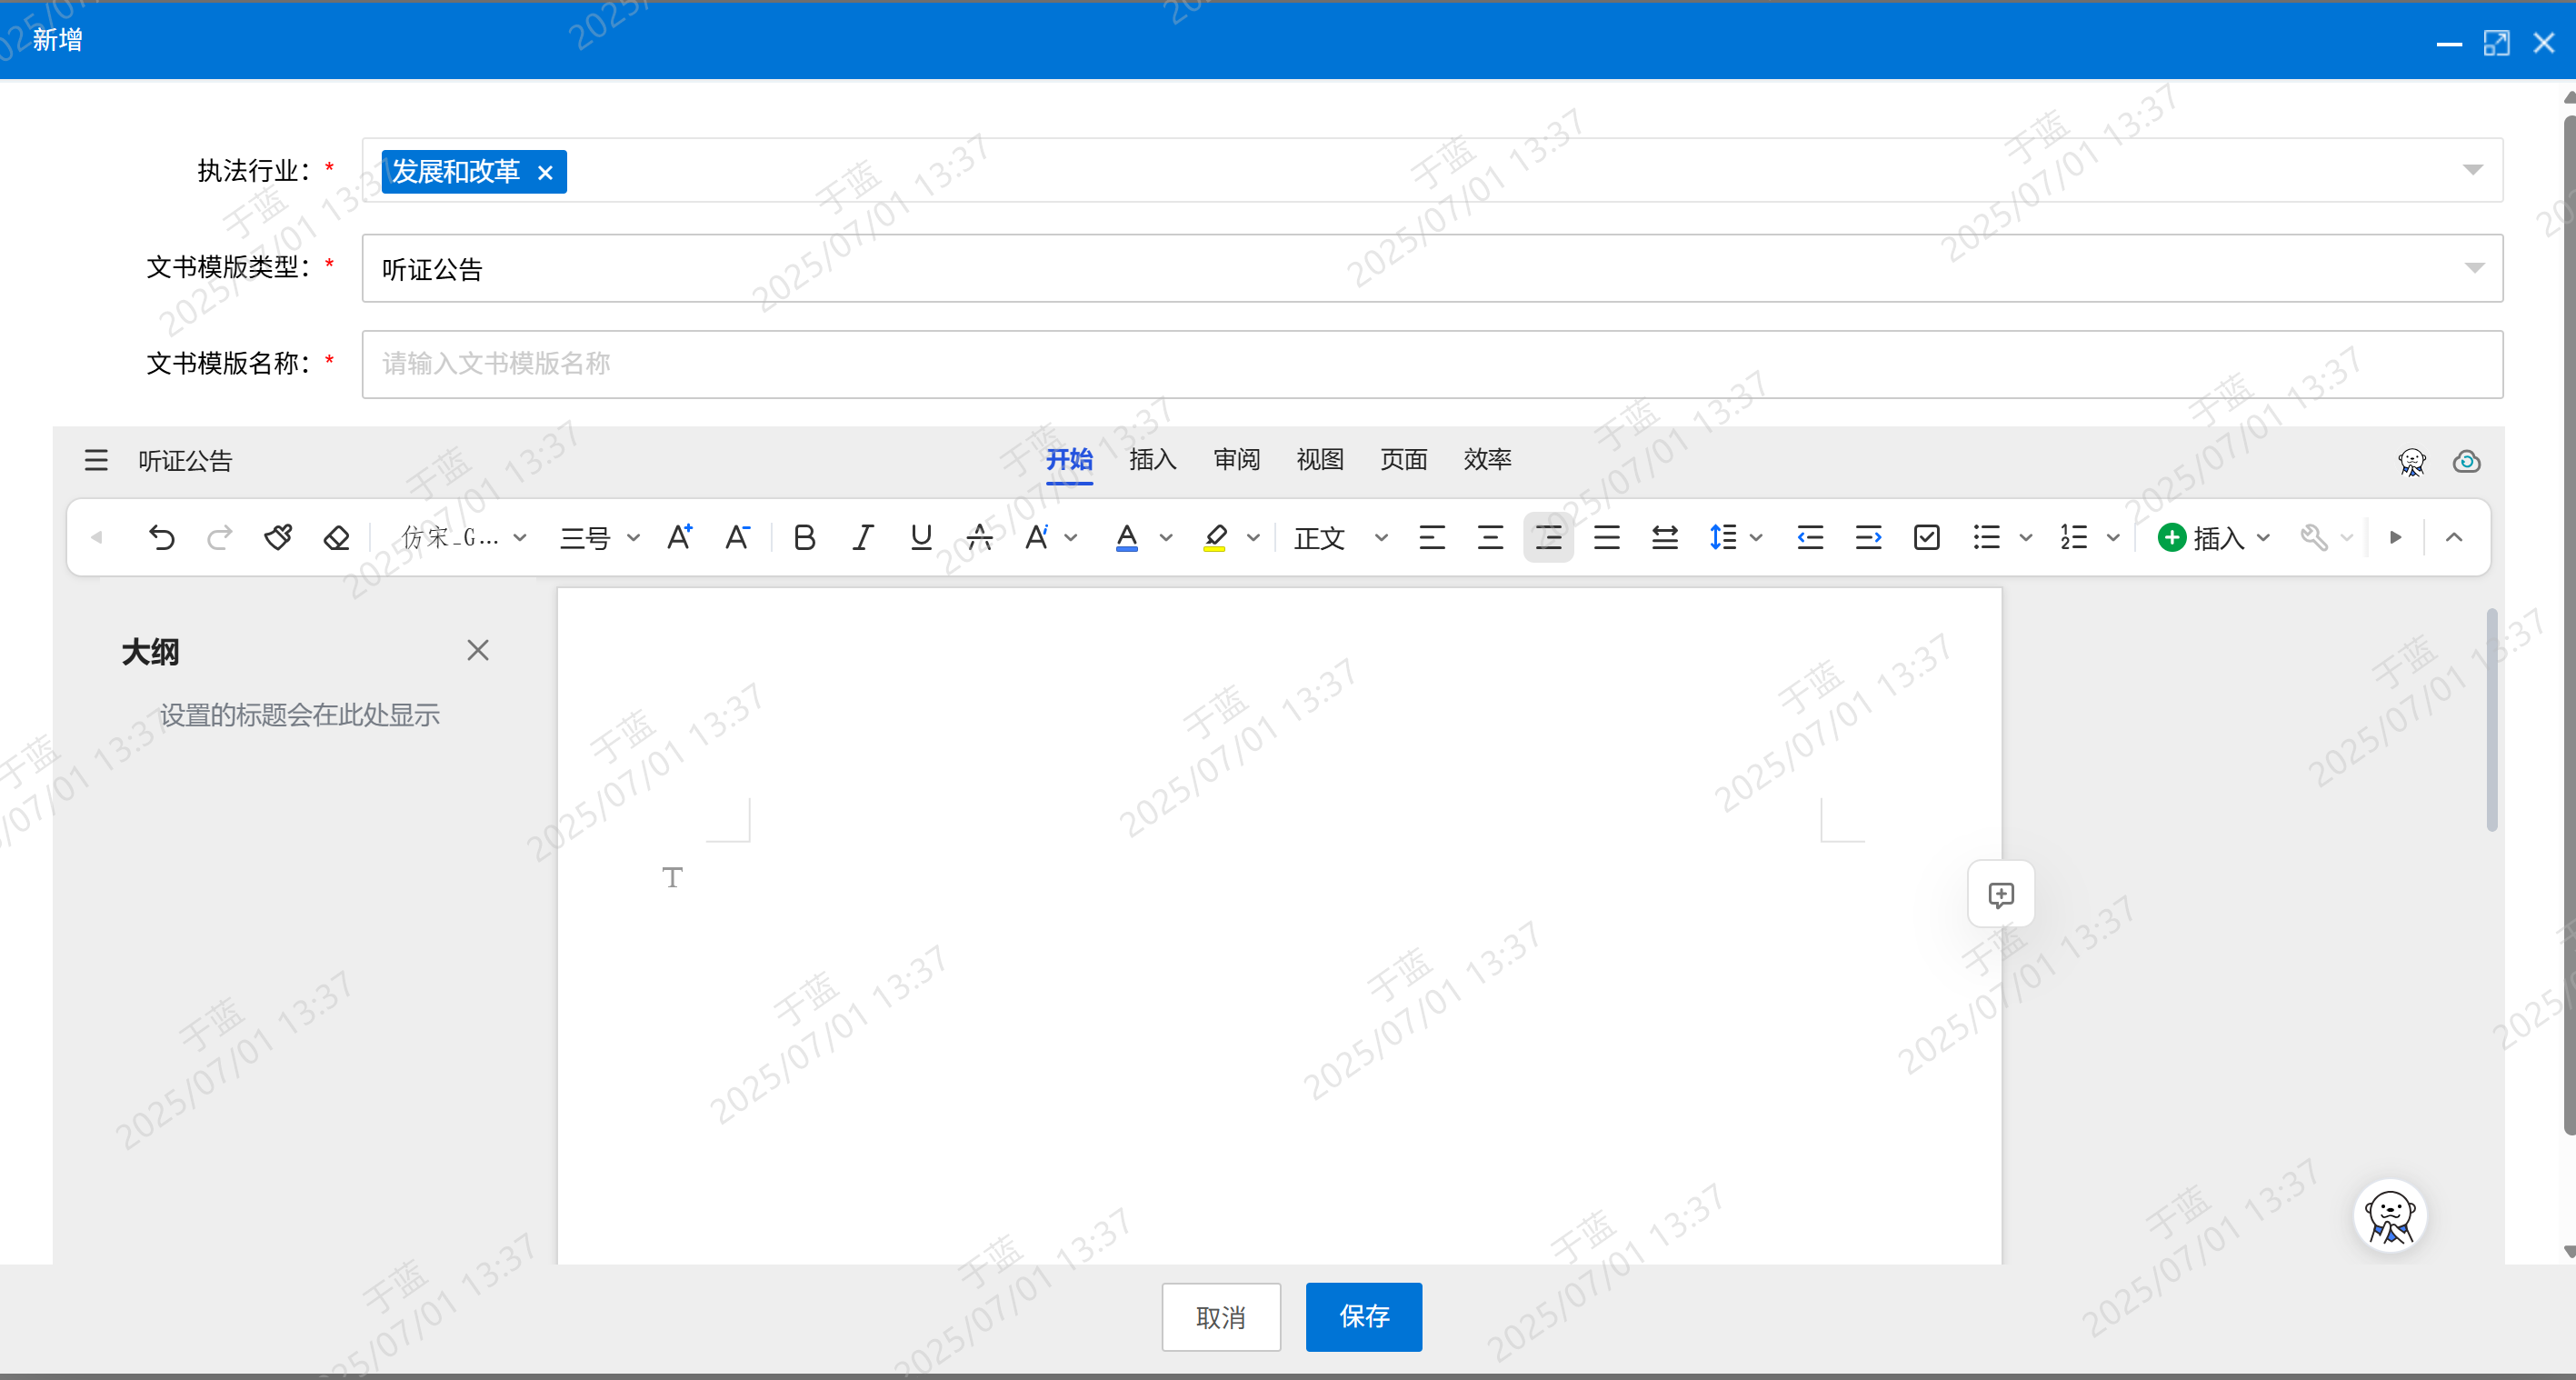 新增
执法行业：*
发展和改革 ×
文书模版类型：*
听证公告
文书模版名称：*
请输入文书模版名称
听证公告
开始 插入 审阅 视图 页面 效率
仿宋_G... 三号 正文 插入
大纲
设置的标题会在此处显示
取消 保存
于蓝
2025/07/01 13:37